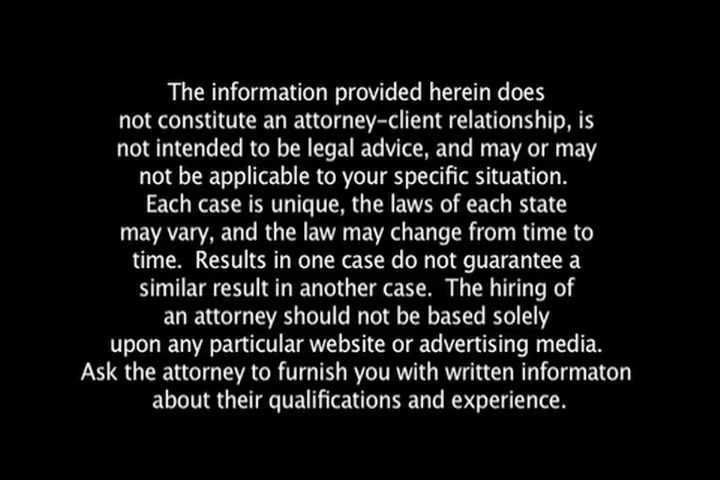 The information provided herein does
not constitute an attorney-client relationship, is
not intended to be legal advice, and may or may
not be applicable to your specific situation.
Each case is unique, the laws of each state
may vary, and the law may change from time to
time.  Results in one case do not guarantee a
similar result in another case.  The hiring of
an attorney should not be based solely
upon any particular website or advertising media.
Ask the attorney to furnish you with written informaton
about their qualifications and experience.